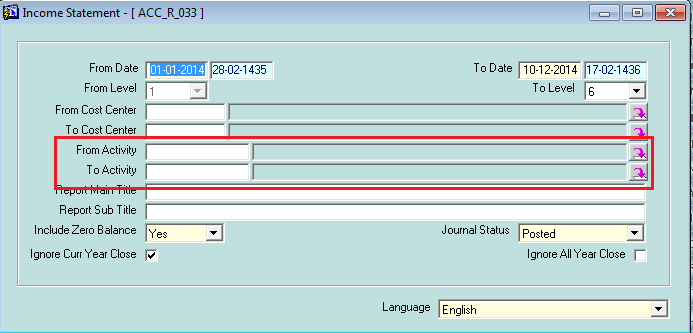 Income Statement - [ ACC_R_033 ]
From Date 01-01-2014 28-02-1435 To Date 10-12-2014 17-02-1436
From Level 1 To Level 6
From Cost Center
To Cost Center
From Activity
To Activity
Report Main Title
Report Sub Title
Include Zero Balance Yes Journal Status Posted
Ignore Curr Year Close Ignore All Year Close
Language English